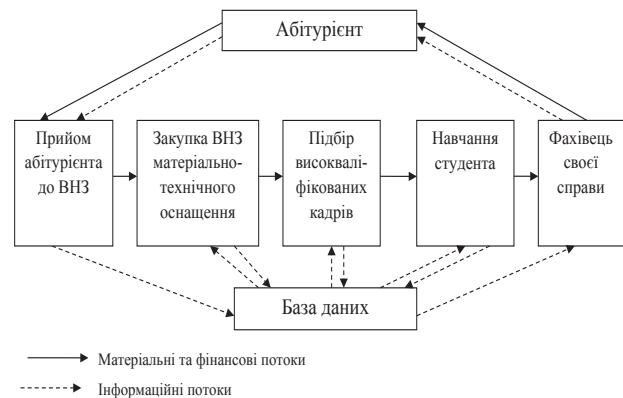 Абітурієнт
Прийом
абітурієнта
до ВНЗ
Закупка ВНЗ
матеріально-
технічного
оснащення
Підбір
висококвалі-
фікованих
кадрів
Навчання
студента
Фахівець
своєї
справи
База даних
Матеріальні та фінансові потоки
Інформаційні потоки